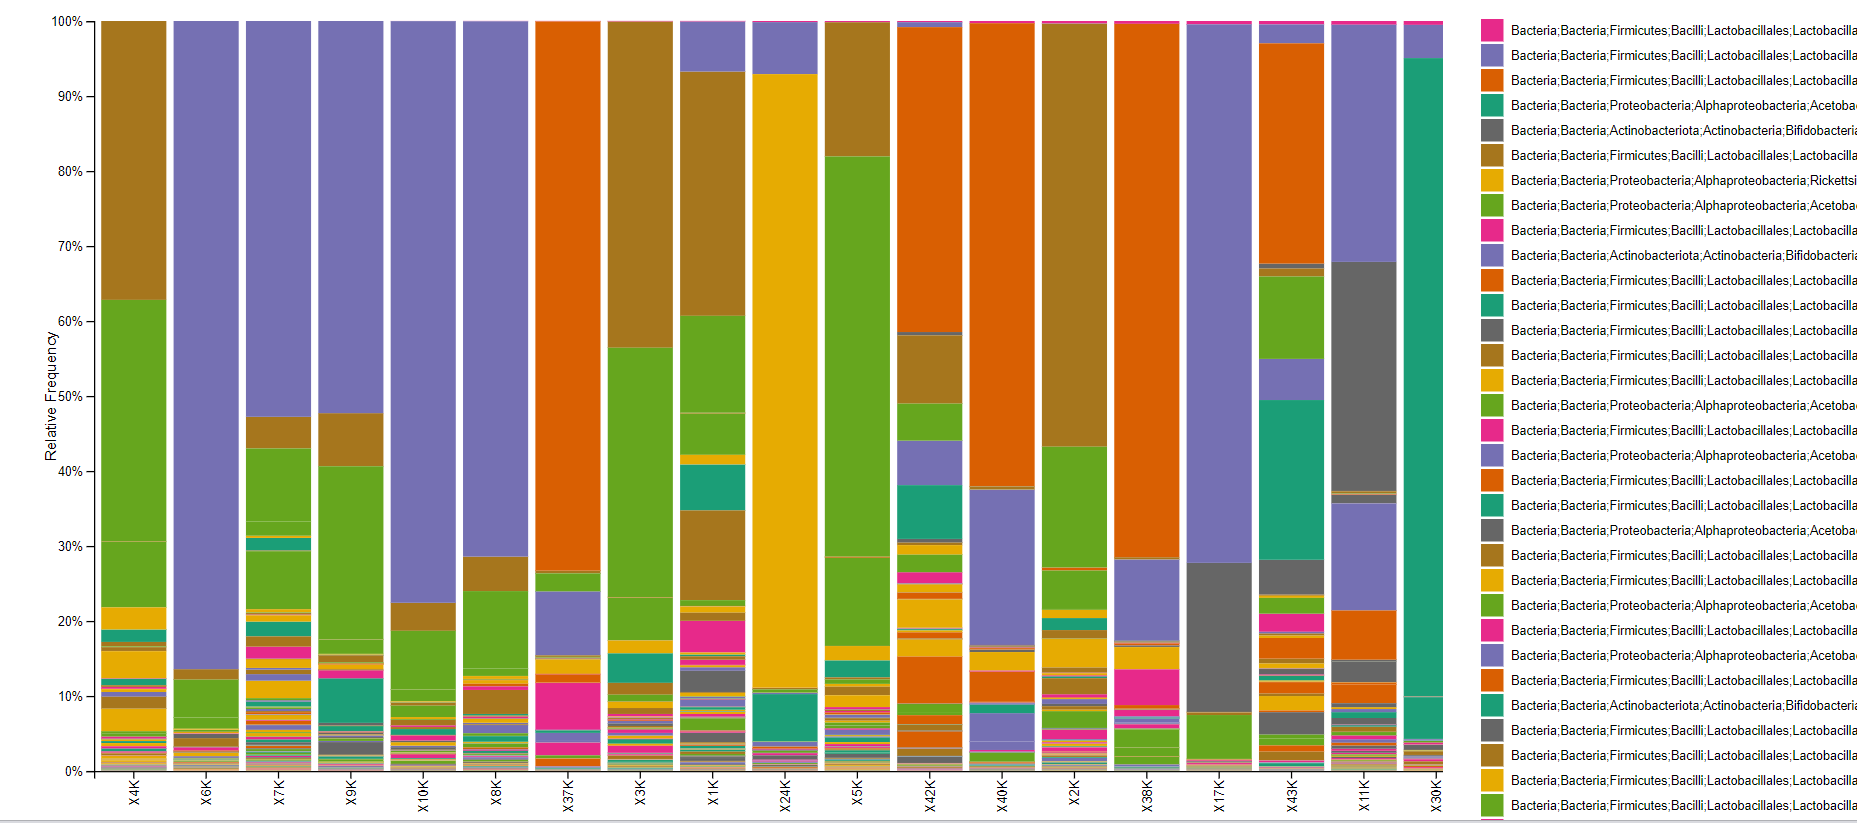 100%
90%
80%
70%
60%
50%
40%
30%
20%
10%
0%
Relative Frequency
X4K
X6K
X7K
X9K
X10K
X8K
X37K
X3K
X1K
X24K
X5K
X42K
X40K
X2K
X38K
X17K
X43K
X11K
X30K
Bacteria;Bacteria;Firmicutes;Bacilli;Lactobacillales;Lactobacilla
Bacteria;Bacteria;Firmicutes;Bacilli;Lactobacillales;Lactobacilla
Bacteria;Bacteria;Firmicutes;Bacilli;Lactobacillales;Lactobacilla
Bacteria;Bacteria;Proteobacteria;Alphaproteobacteria;Acetoba
Bacteria;Bacteria;Actinobacteriota;Actinobacteria;Bifidobacteria
Bacteria;Bacteria;Firmicutes;Bacilli;Lactobacillales;Lactobacilla
Bacteria;Bacteria;Proteobacteria;Alphaproteobacteria;Rickettsi
Bacteria;Bacteria;Proteobacteria;Alphaproteobacteria;Acetoba
Bacteria;Bacteria;Firmicutes;Bacilli;Lactobacillales;Lactobacilla
Bacteria;Bacteria;Actinobacteriota;Actinobacteria;Bifidobacteria
Bacteria;Bacteria;Firmicutes;Bacilli;Lactobacillales;Lactobacilla
Bacteria;Bacteria;Firmicutes;Bacilli;Lactobacillales;Lactobacilla
Bacteria;Bacteria;Firmicutes;Bacilli;Lactobacillales;Lactobacilla
Bacteria;Bacteria;Firmicutes;Bacilli;Lactobacillales;Lactobacilla
Bacteria;Bacteria;Firmicutes;Bacilli;Lactobacillales;Lactobacilla
Bacteria;Bacteria;Proteobacteria;Alphaproteobacteria;Acetoba
Bacteria;Bacteria;Firmicutes;Bacilli;Lactobacillales;Lactobacilla
Bacteria;Bacteria;Proteobacteria;Alphaproteobacteria;Acetoba
Bacteria;Bacteria;Firmicutes;Bacilli;Lactobacillales;Lactobacilla
Bacteria;Bacteria;Firmicutes;Bacilli;Lactobacillales;Lactobacilla
Bacteria;Bacteria;Proteobacteria;Alphaproteobacteria;Acetoba
Bacteria;Bacteria;Firmicutes;Bacilli;Lactobacillales;Lactobacilla
Bacteria;Bacteria;Firmicutes;Bacilli;Lactobacillales;Lactobacilla
Bacteria;Bacteria;Proteobacteria;Alphaproteobacteria;Acetoba
Bacteria;Bacteria;Firmicutes;Bacilli;Lactobacillales;Lactobacilla
Bacteria;Bacteria;Proteobacteria;Alphaproteobacteria;Acetoba
Bacteria;Bacteria;Firmicutes;Bacilli;Lactobacillales;Lactobacilla
Bacteria;Bacteria;Actinobacteriota;Actinobacteria;Bifidobacteria
Bacteria;Bacteria;Firmicutes;Bacilli;Lactobacillales;Lactobacilla
Bacteria;Bacteria;Firmicutes;Bacilli;Lactobacillales;Lactobacilla
Bacteria;Bacteria;Firmicutes;Bacilli;Lactobacillales;Lactobacilla
Bacteria;Bacteria;Firmicutes;Bacilli;Lactobacillales;Lactobacilla